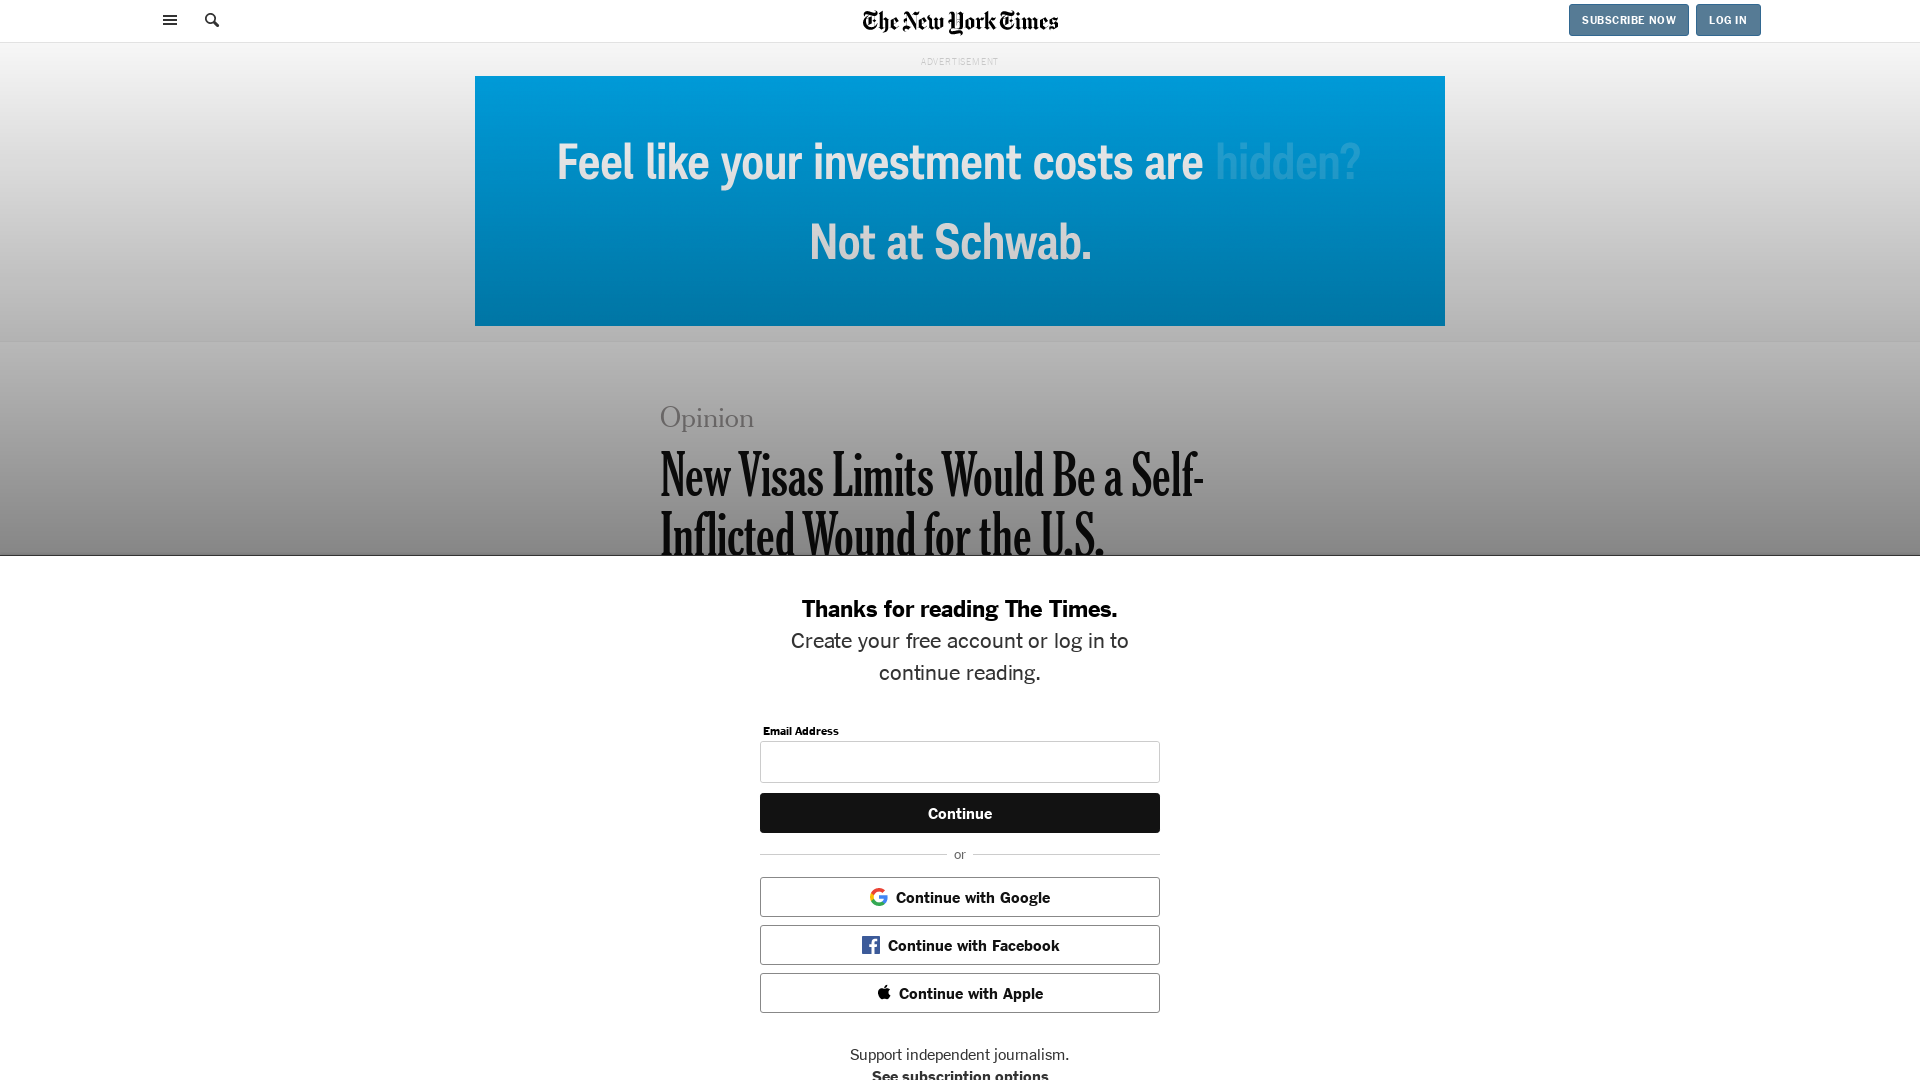 The New York Times
SUBSCRIBE NOW
LOG IN
ADVERTISEMENT
Feel like your investment costs are hidden?
Not at Schwab.
Opinion
New Visas Limits Would Be a Self-
Inflicted Wound for the U.S.
Thanks for reading The Times.
Create your free account or log in to
continue reading.
Email Address
Continue
or
Continue with Google
Continue with Facebook
Continue with Apple
Support independent journalism.
See subscription options